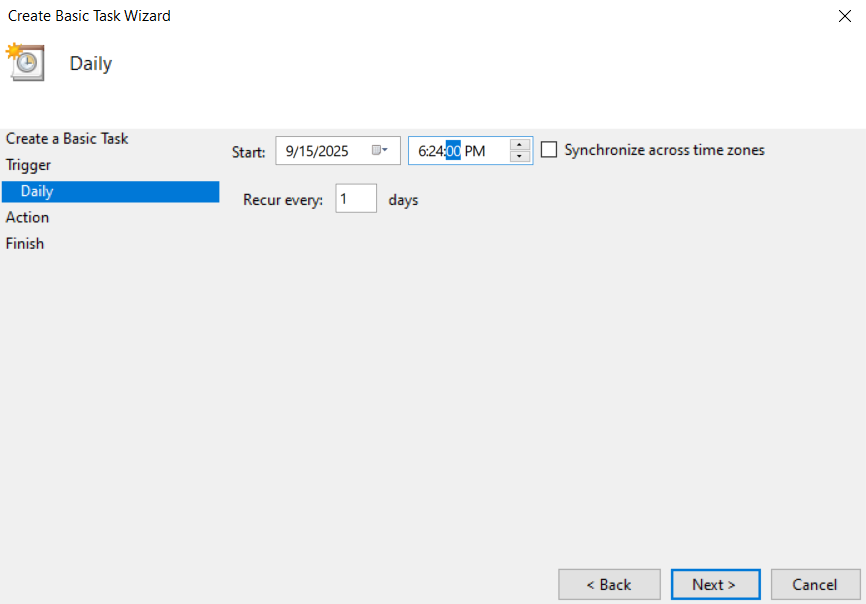 Create Basic Task Wizard
Daily
Create a Basic Task
Trigger
Daily
Action
Finish
Start: 9/15/2025 6:24:00 PM Synchronize across time zones
Recur every: 1 days
< Back Next > Cancel